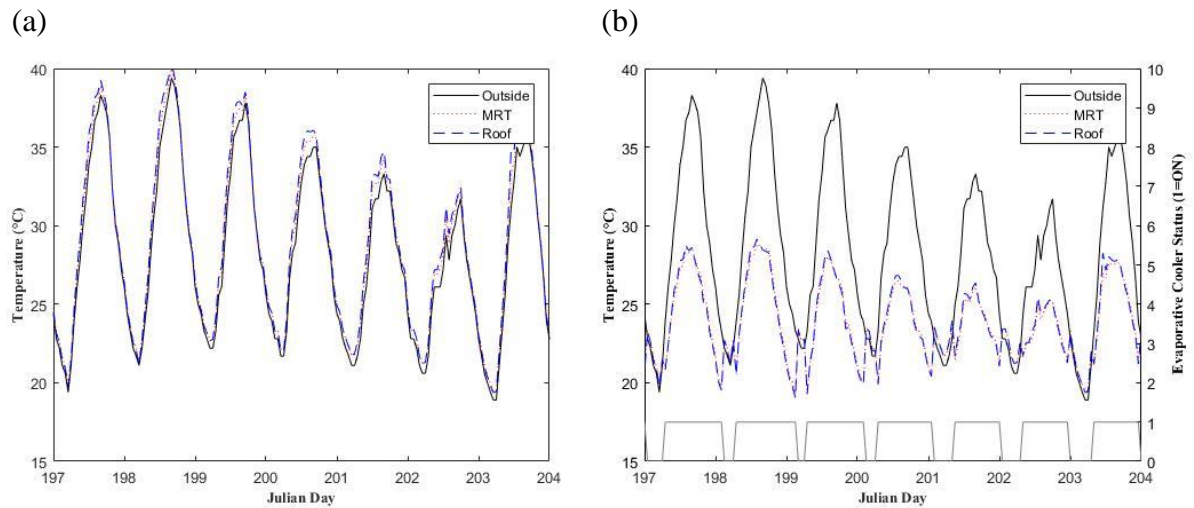 (a)
40
35
30
25
20
15
Temperature (°C)
197 198 199 200 201 202 203 204
Julian Day
Outside
MRT
Roof
(b)
40
35
30
25
20
15
Temperature (°C)
197 198 199 200 201 202 203 204
Julian Day
Outside
MRT
Roof
10
9
8
7
6
5
4
3
2
1
0
Evaporative Cooler Status (1=ON)